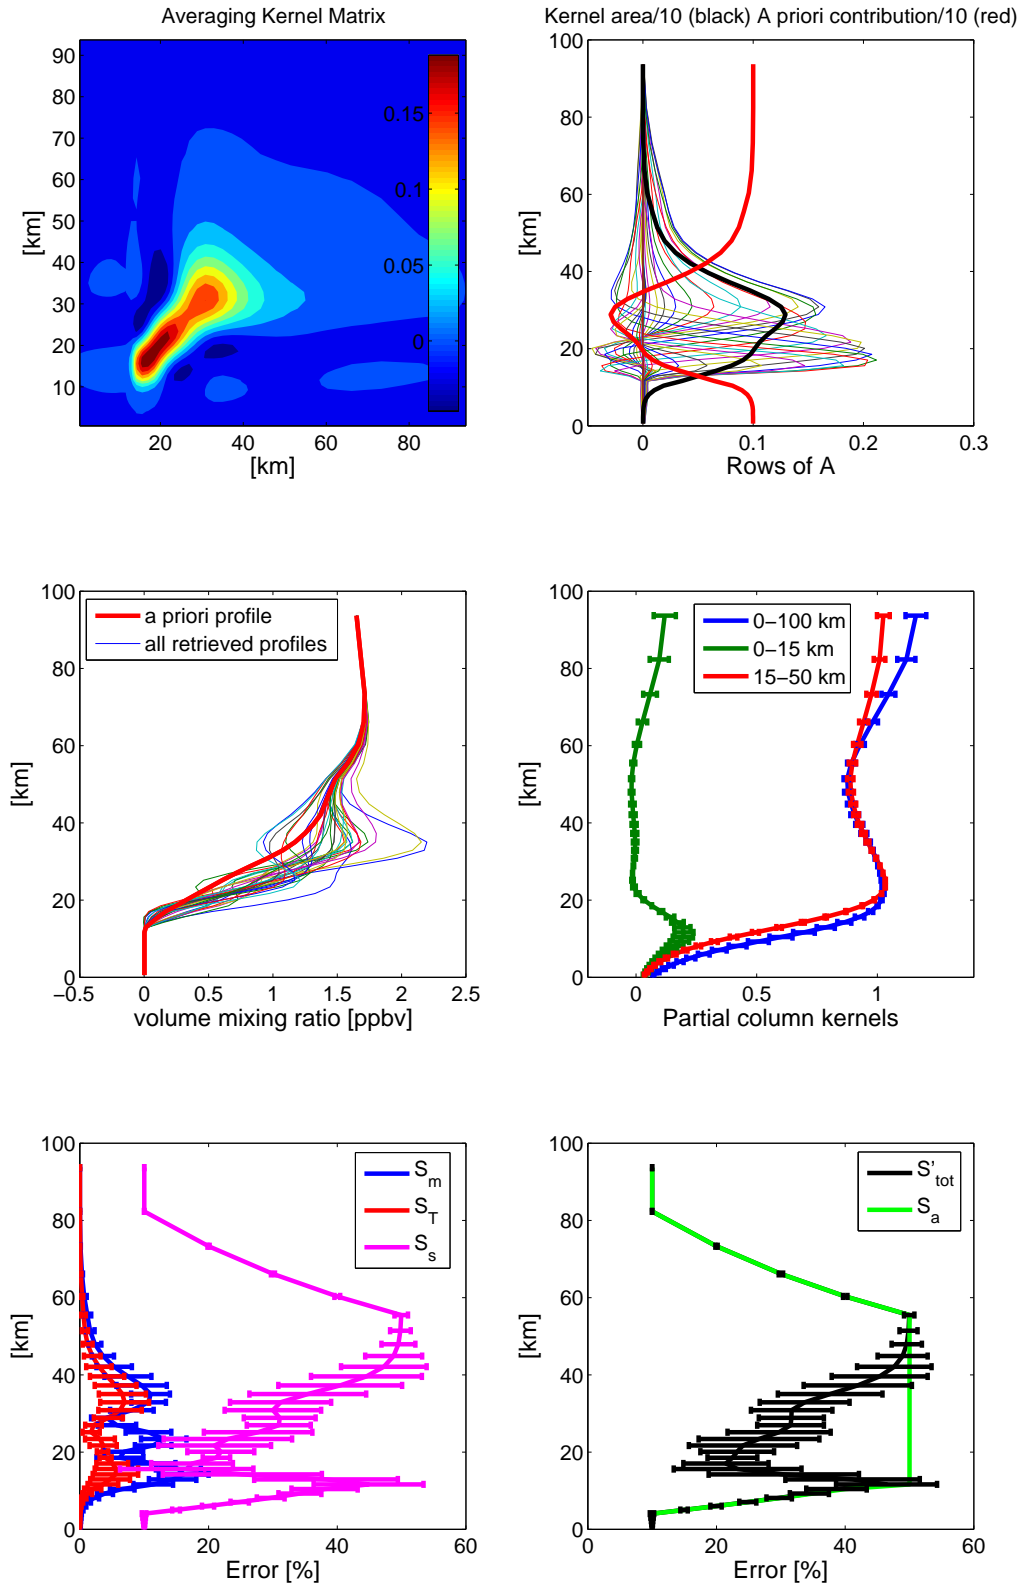 Averaging Kernel Matrix
90
80
70
60
50
40
30
20
10
[km]
20 40 60 80
[km]
0.15
0.1
0.05
0
Kernel area/10 (black) A priori contribution/10 (red)
100
80
60
40
20
0
[km]
0 0.1 0.2 0.3
Rows of A
100
80
60
40
20
0
[km]
a priori profile
all retrieved profiles
−0.5 0 0.5 1 1.5 2 2.5
volume mixing ratio [ppbv]
100
80
60
40
20
0
[km]
0−100 km
0−15 km
15−50 km
0 0.5 1
Partial column kernels
100
80
60
40
20
0
[km]
S_m
S_T
S_s
0 20 40 60
Error [%]
100
80
60
40
20
0
[km]
S'_tot
S_a
0 20 40 60
Error [%]